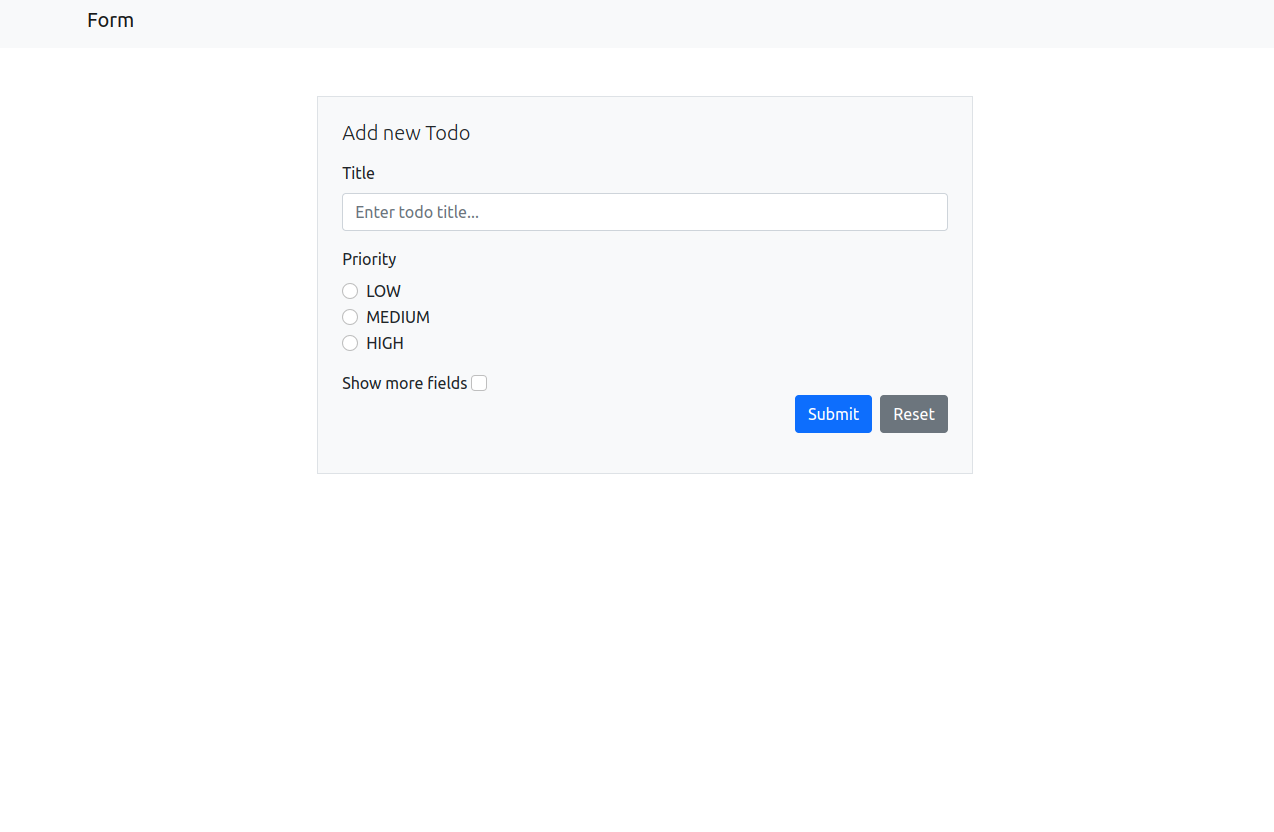 Form
Add new Todo
Title
Enter todo title...
Priority
LOW
MEDIUM
HIGH
Show more fields
Submit Reset